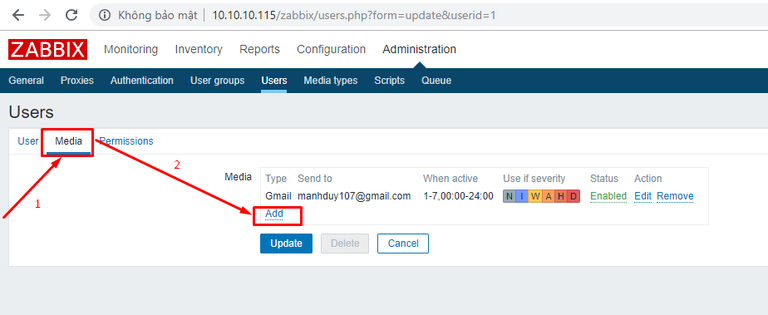 Không bảo mật 10.10.10.115/zabbix/users.php?form=update&userid=1
ZABBIX Monitoring Inventory Reports Configuration Administration
General Proxies Authentication User groups Users Media types Scripts Queue
Users
User Media Permissions
2
Media Type Send to When active Use if severity Status Action
Gmail manhduy107@gmail.com 1-7,00:00-24:00 N I W A H D Enabled Edit Remove
1
Add
Update Delete Cancel